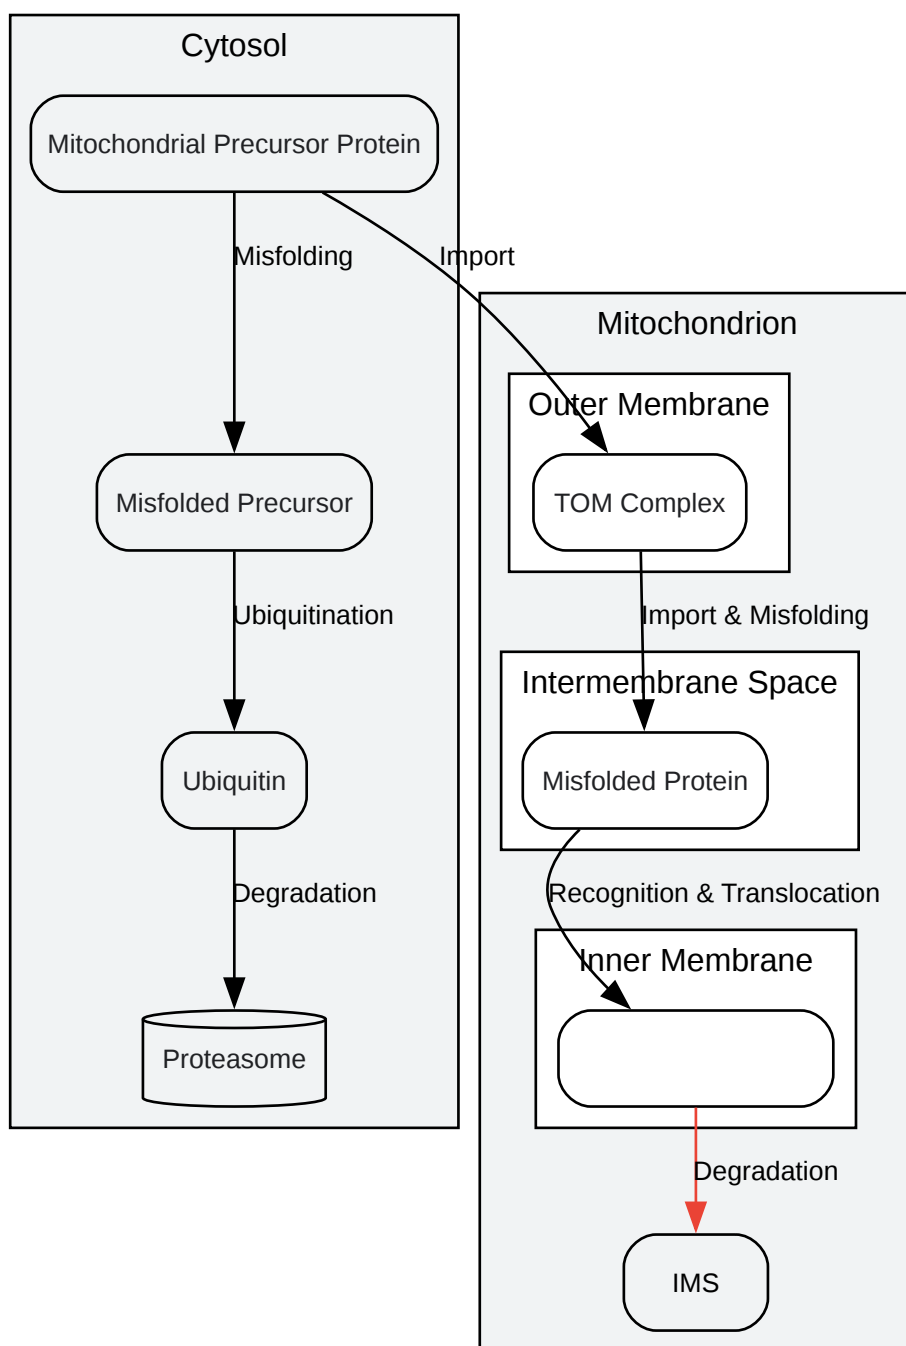 Cytosol
Mitochondrial Precursor Protein
Misfolding
Import
Mitochondrion
Outer Membrane
Misfolded Precursor
TOM Complex
Ubiquitination
Import & Misfolding
Intermembrane Space
Ubiquitin
Misfolded Protein
Degradation
Recognition & Translocation
Inner Membrane
Proteasome
Degradation
IMS